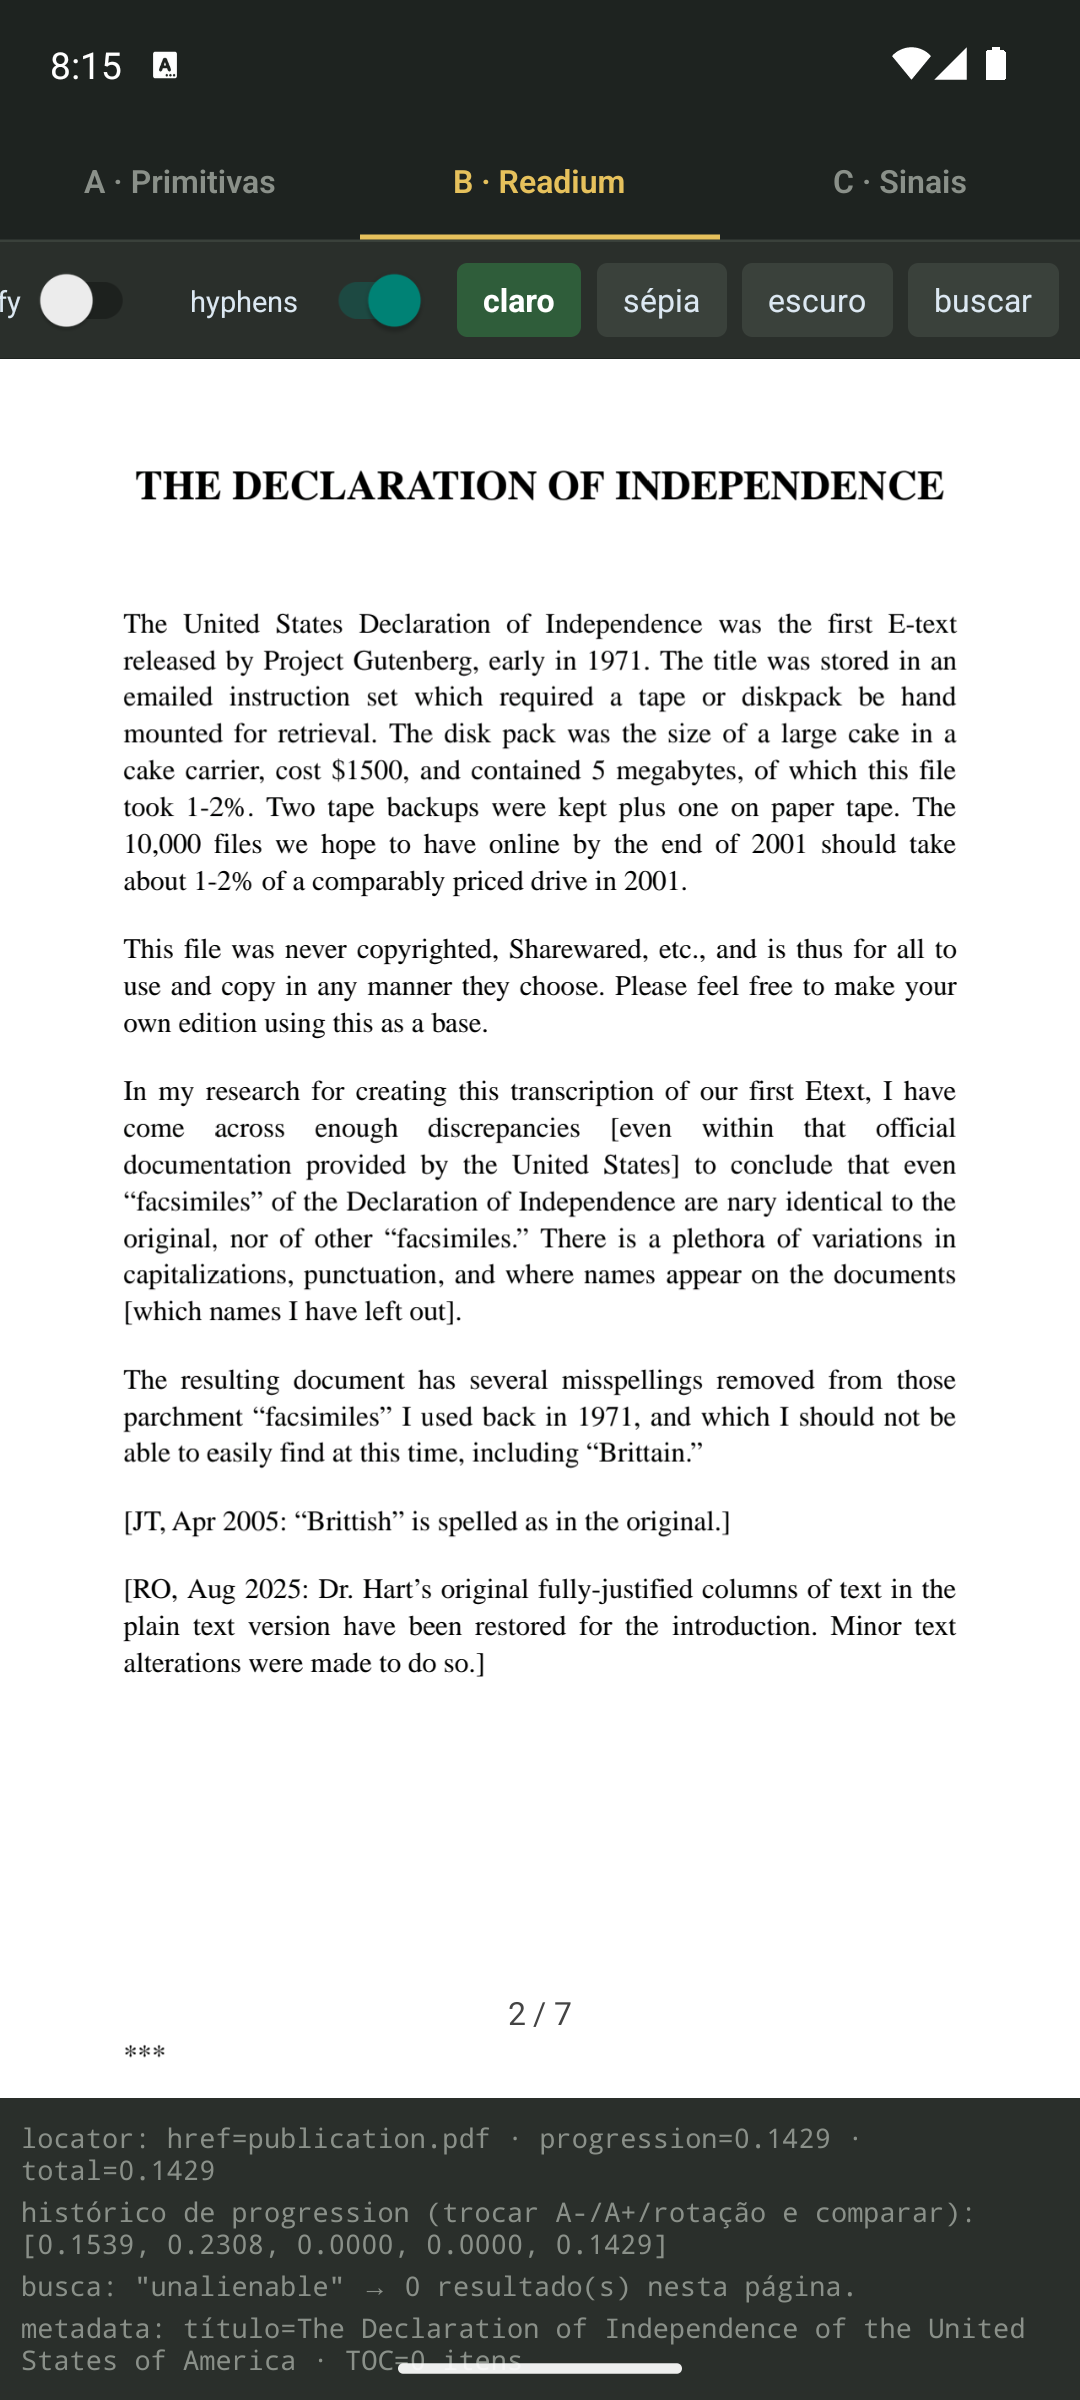 8:15
A · Primitivas
B · Readium
C · Sinais
fy
hyphens
claro
sépia
escuro
buscar
THE DECLARATION OF INDEPENDENCE
The United States Declaration of Independence was the first E-text
released by Project Gutenberg, early in 1971. The title was stored in an
emailed instruction set which required a tape or diskpack be hand
mounted for retrieval. The disk pack was the size of a large cake in a
cake carrier, cost $1500, and contained 5 megabytes, of which this file
took 1-2%. Two tape backups were kept plus one on paper tape. The
10,000 files we hope to have online by the end of 2001 should take
about 1-2% of a comparably priced drive in 2001.
This file was never copyrighted, Sharewared, etc., and is thus for all to
use and copy in any manner they choose. Please feel free to make your
own edition using this as a base.
In my research for creating this transcription of our first Etext, I have
come across enough discrepancies [even within that official
documentation provided by the United States] to conclude that even
“facsimiles” of the Declaration of Independence are nary identical to the
original, nor of other “facsimiles.” There is a plethora of variations in
capitalizations, punctuation, and where names appear on the documents
[which names I have left out].
The resulting document has several misspellings removed from those
parchment “facsimiles” I used back in 1971, and which I should not be
able to easily find at this time, including “Brittain.”
[JT, Apr 2005: “Brittish” is spelled as in the original.]
[RO, Aug 2025: Dr. Hart’s original fully-justified columns of text in the
plain text version have been restored for the introduction. Minor text
alterations were made to do so.]
2 / 7
***
locator: href=publication.pdf · progression=0.1429 ·
total=0.1429
histórico de progression (trocar A-/A+/rotação e comparar):
[0.1539, 0.2308, 0.0000, 0.0000, 0.1429]
busca: "unalienable" → 0 resultado(s) nesta página.
metadata: título=The Declaration of Independence of the United
States of America · TOC=0 itens